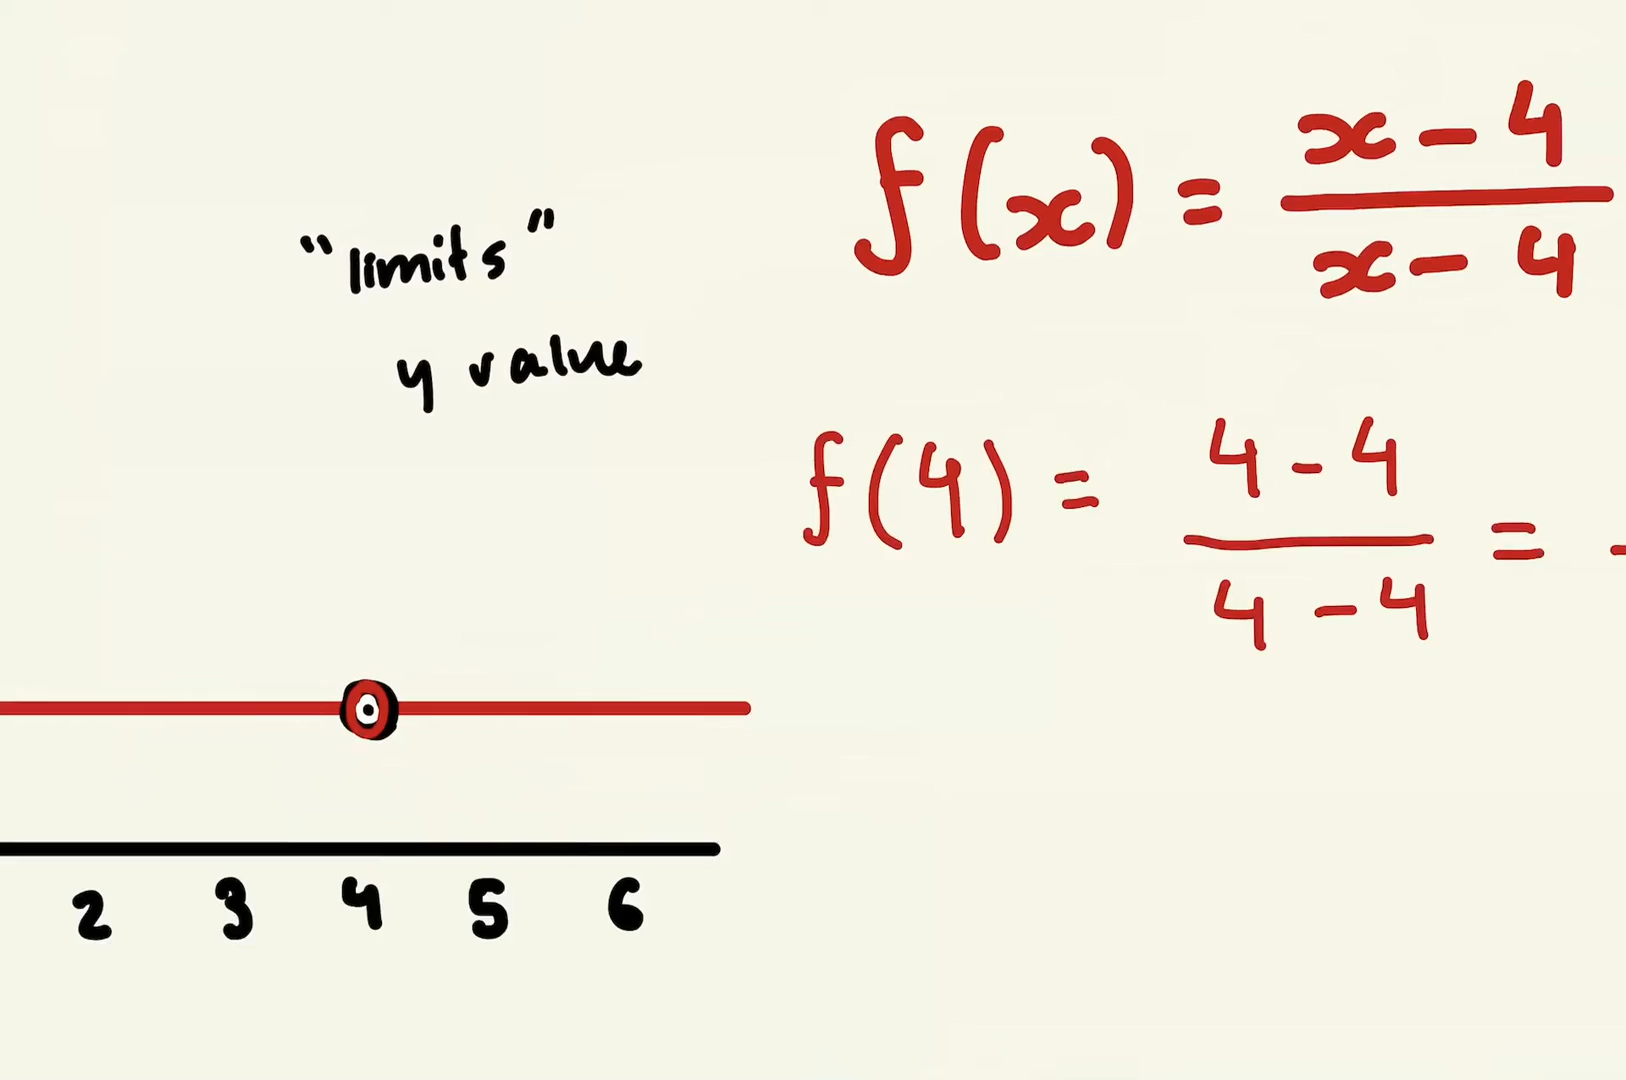 "limits"
y value
f(x) = x - 4
x - 4
f(4) = 4 - 4
4 - 4 =
2 3 4 5 6